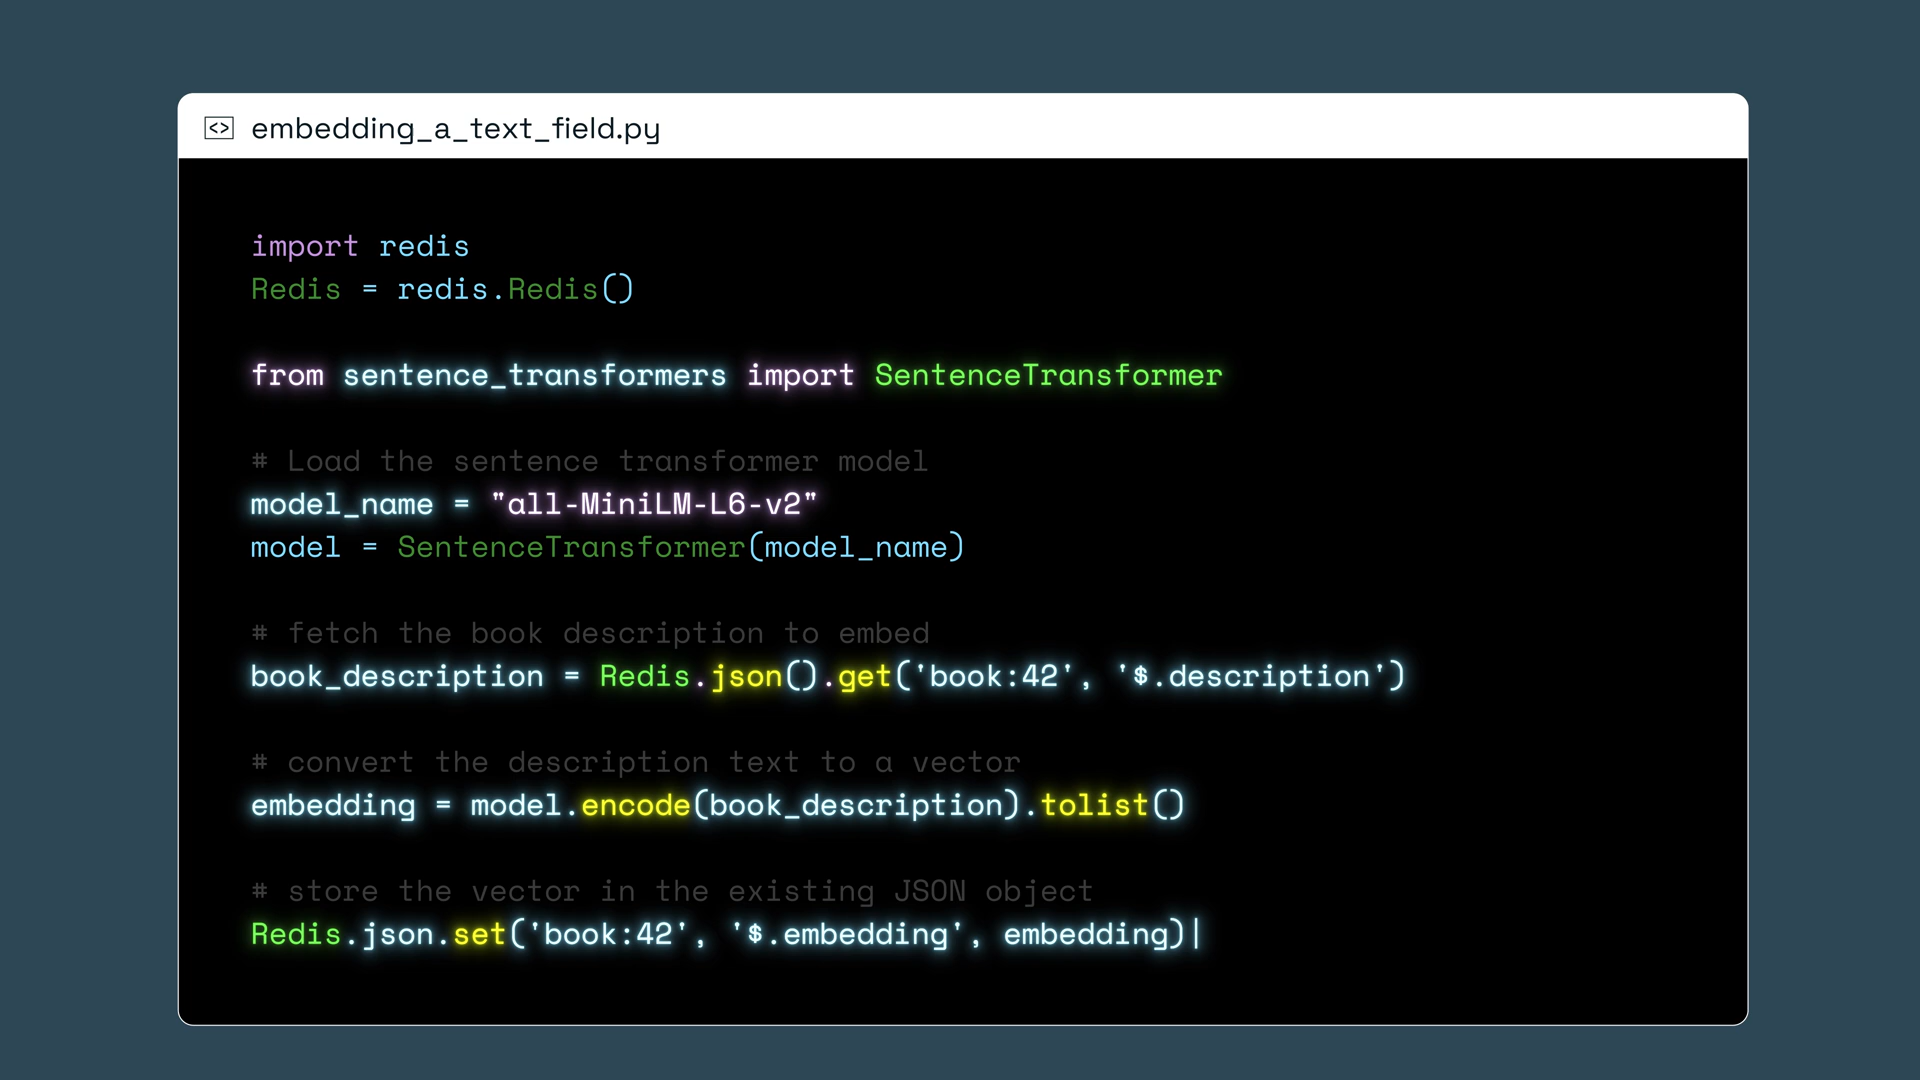 <> embedding_a_text_field.py
import redis
Redis = redis.Redis()
from sentence_transformers import SentenceTransformer
# Load the sentence transformer model
model_name = "all-MiniLM-L6-v2"
model = SentenceTransformer(model_name)
# fetch the book description to embed
book_description = Redis.json().get('book:42', '$.description')
# convert the description text to a vector
embedding = model.encode(book_description).tolist()
# store the vector in the existing JSON object
Redis.json.set('book:42', '$.embedding', embedding)|